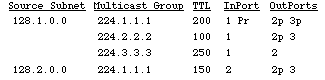 Source Subnet Multicast Group TTL InPort OutPorts
128.1.0.0 224.1.1.1 200 1 Pr 2p 3p
224.2.2.2 100 1 2p 3
224.3.3.3 250 1 2
128.2.0.0 224.1.1.1 150 2 2p 3